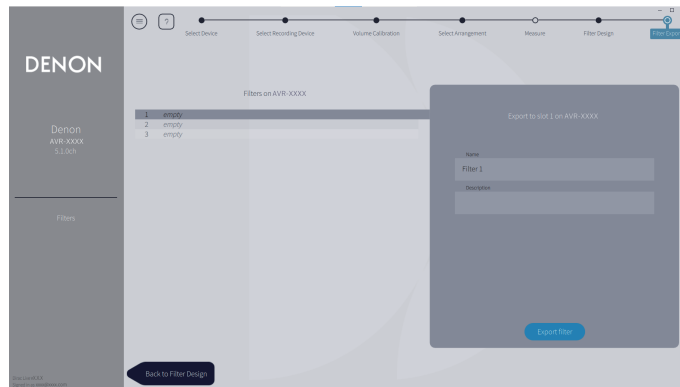 ?
Select Device
Select Recording Device
Volume Calibration
Select Arrangement
Measure
Filter Design
Filter Export
DENON
Denon
AVR-XXXX
5.1.0ch
Filters
Filters on AVR-XXXX
1 empty
2 empty
3 empty
Export to slot 1 on AVR-XXXX
Name
Filter 1
Description
Export filter
Back to Filter Design